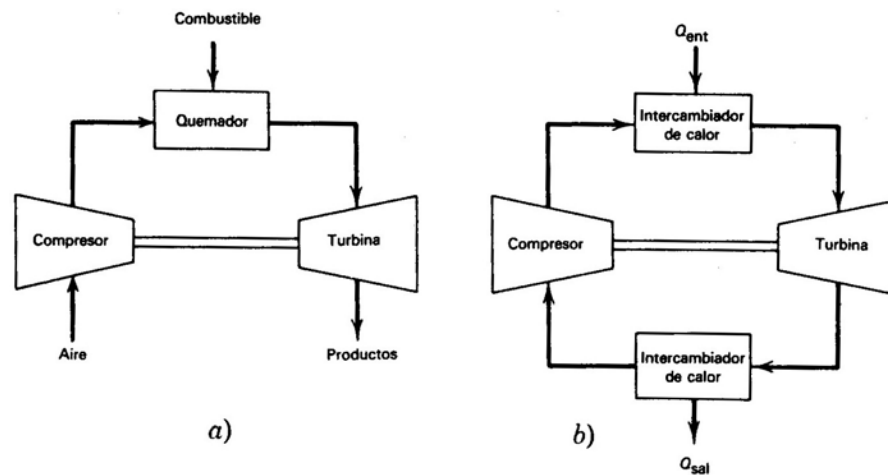 Combustible
Quemador
Compresor
Turbina
Aire
Productos
a)
Qent
Intercambiador
de calor
Compresor
Turbina
Intercambiador
de calor
b)
Qsal